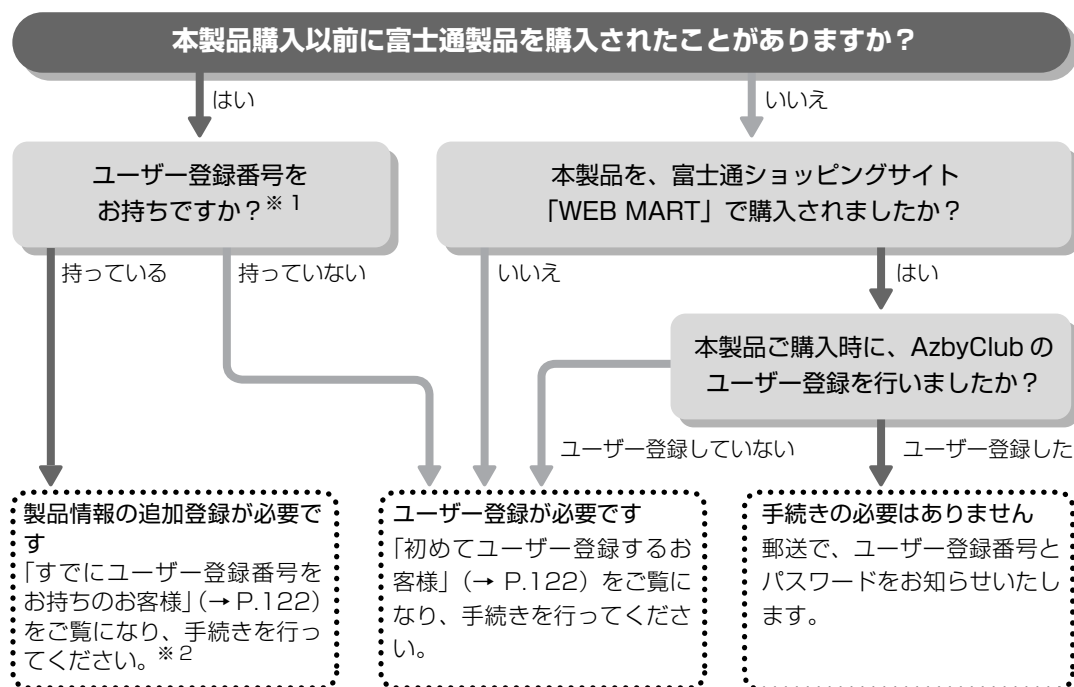 本製品購入以前に富士通製品を購入されたことがありますか？
はい
いいえ
ユーザー登録番号を
お持ちですか？※1
本製品を、富士通ショッピングサイト
「WEB MART」で購入されましたか？
持っている
持っていない
いいえ
はい
本製品ご購入時に、AzbyClub の
ユーザー登録を行いましたか？
ユーザー登録していない
ユーザー登録した
製品情報の追加登録が必要で
す
「すでにユーザー登録番号を
お持ちのお客様」（→ P.122）
をご覧になり、手続きを行っ
てください。※2
ユーザー登録が必要です
「初めてユーザー登録するお
客様」（→ P.122）をご覧に
なり、手続きを行ってくださ
い。
手続きの必要はありません
郵送で、ユーザー登録番号と
パスワードをお知らせいたし
ます。